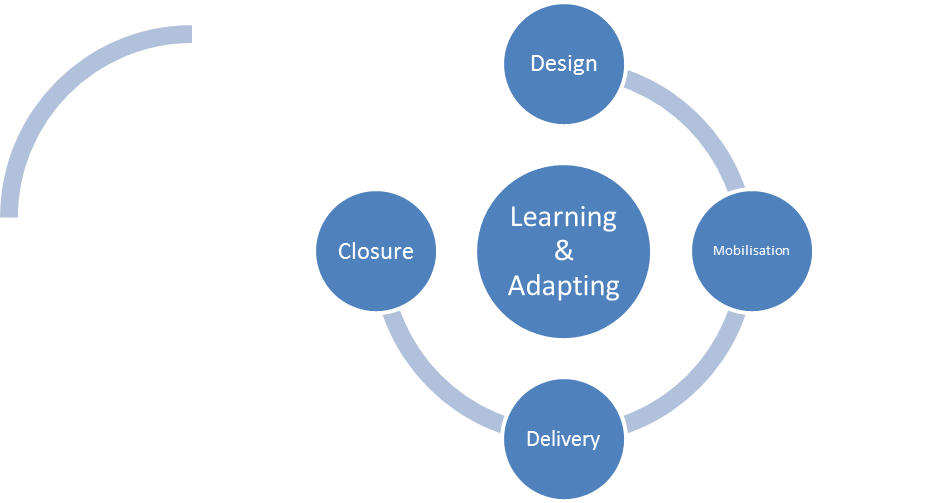 Design
Learning
&
Adapting
Closure
Mobilisation
Delivery